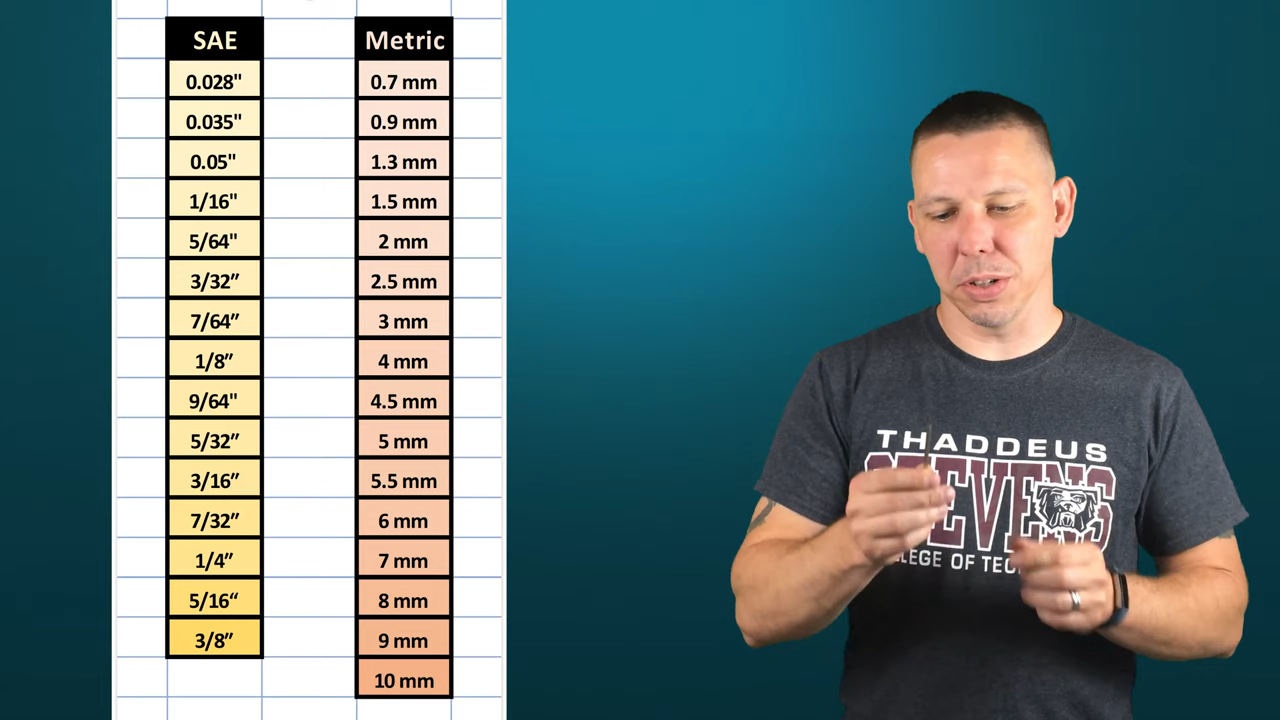 SAE
0.028"
0.035"
0.05"
1/16"
5/64"
3/32”
7/64”
1/8”
9/64"
5/32”
3/16”
7/32”
1/4”
5/16“
3/8”
Metric
0.7 mm
0.9 mm
1.3 mm
1.5 mm
2 mm
2.5 mm
3 mm
4 mm
4.5 mm
5 mm
5.5 mm
6 mm
7 mm
8 mm
9 mm
10 mm
THADDEUS
STEVENS
OF